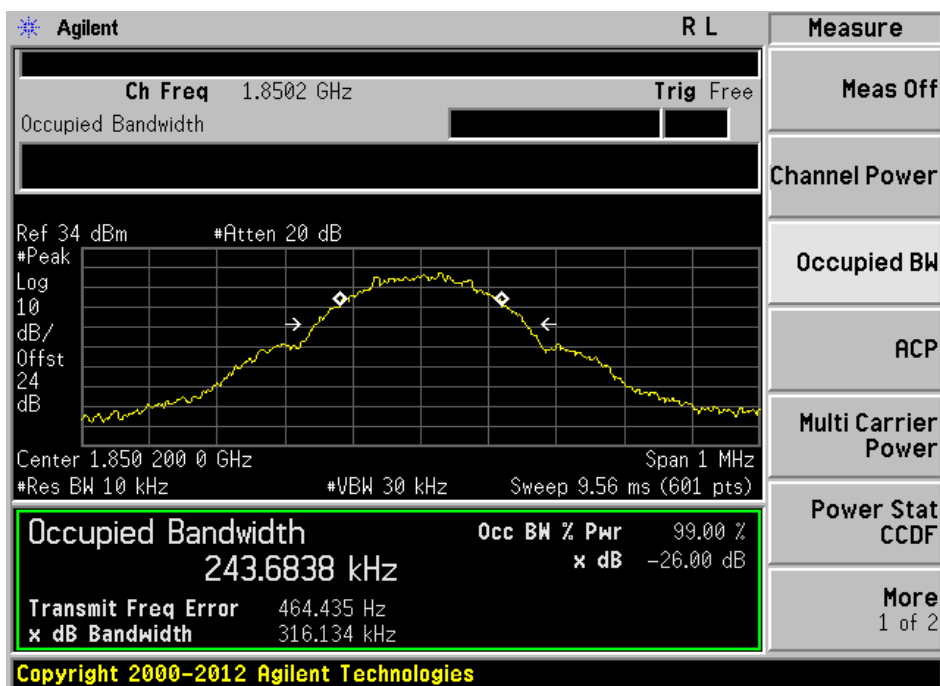 Agilent R L
Ch Freq 1.8502 GHz Trig Free
Occupied Bandwidth
Ref 34 dBm #Atten 20 dB
#Peak
Log
10
dB/
Offst
24
dB
Center 1.850 200 0 GHz Span 1 MHz
#Res BW 10 kHz #VBW 30 kHz Sweep 9.56 ms (601 pts)
Occupied Bandwidth Occ BW % Pwr 99.00 %
243.6838 kHz x dB -26.00 dB
Transmit Freq Error 464.435 Hz
x dB Bandwidth 316.134 kHz
Copyright 2000-2012 Agilent Technologies
Measure
Meas Off
Channel Power
Occupied BW
ACP
Multi Carrier
Power
Power Stat
CCDF
More
1 of 2